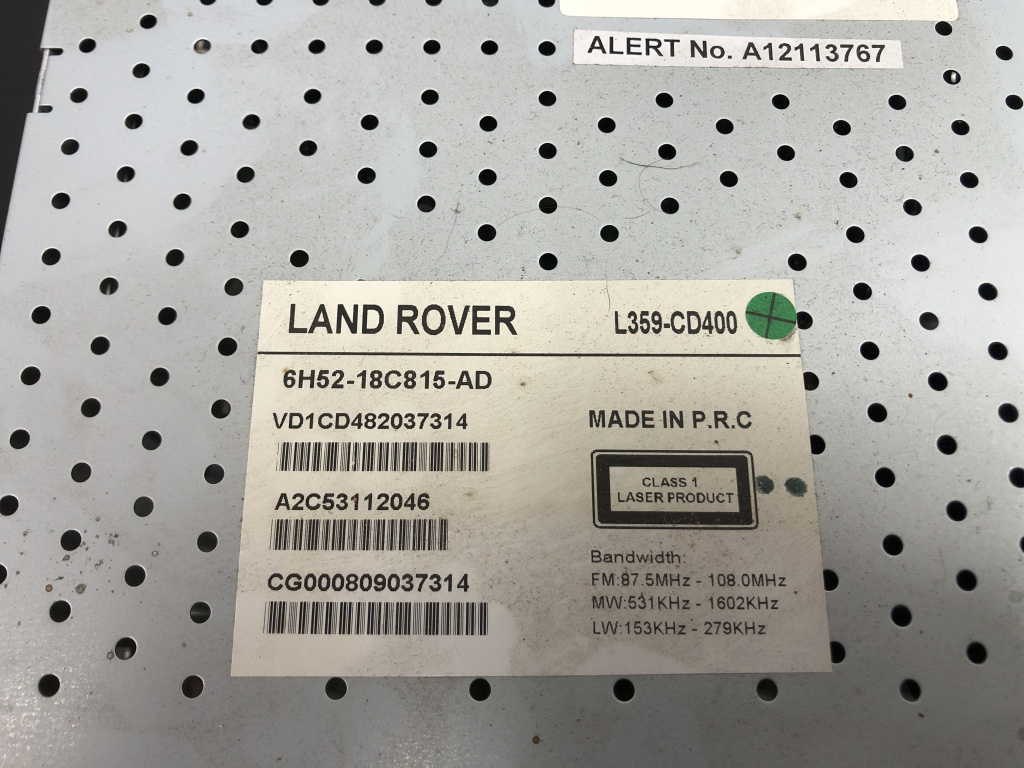 ALERT No. A12113767
LAND ROVER L359-CD400
6H52-18C815-AD
VD1CD482037314
MADE IN P.R.C
CLASS 1
LASER PRODUCT
A2C53112046
CG000809037314
Bandwidth:
FM:87.5MHz - 108.0MHz
MW:531KHz - 1602KHz
LW:153KHz - 279KHz